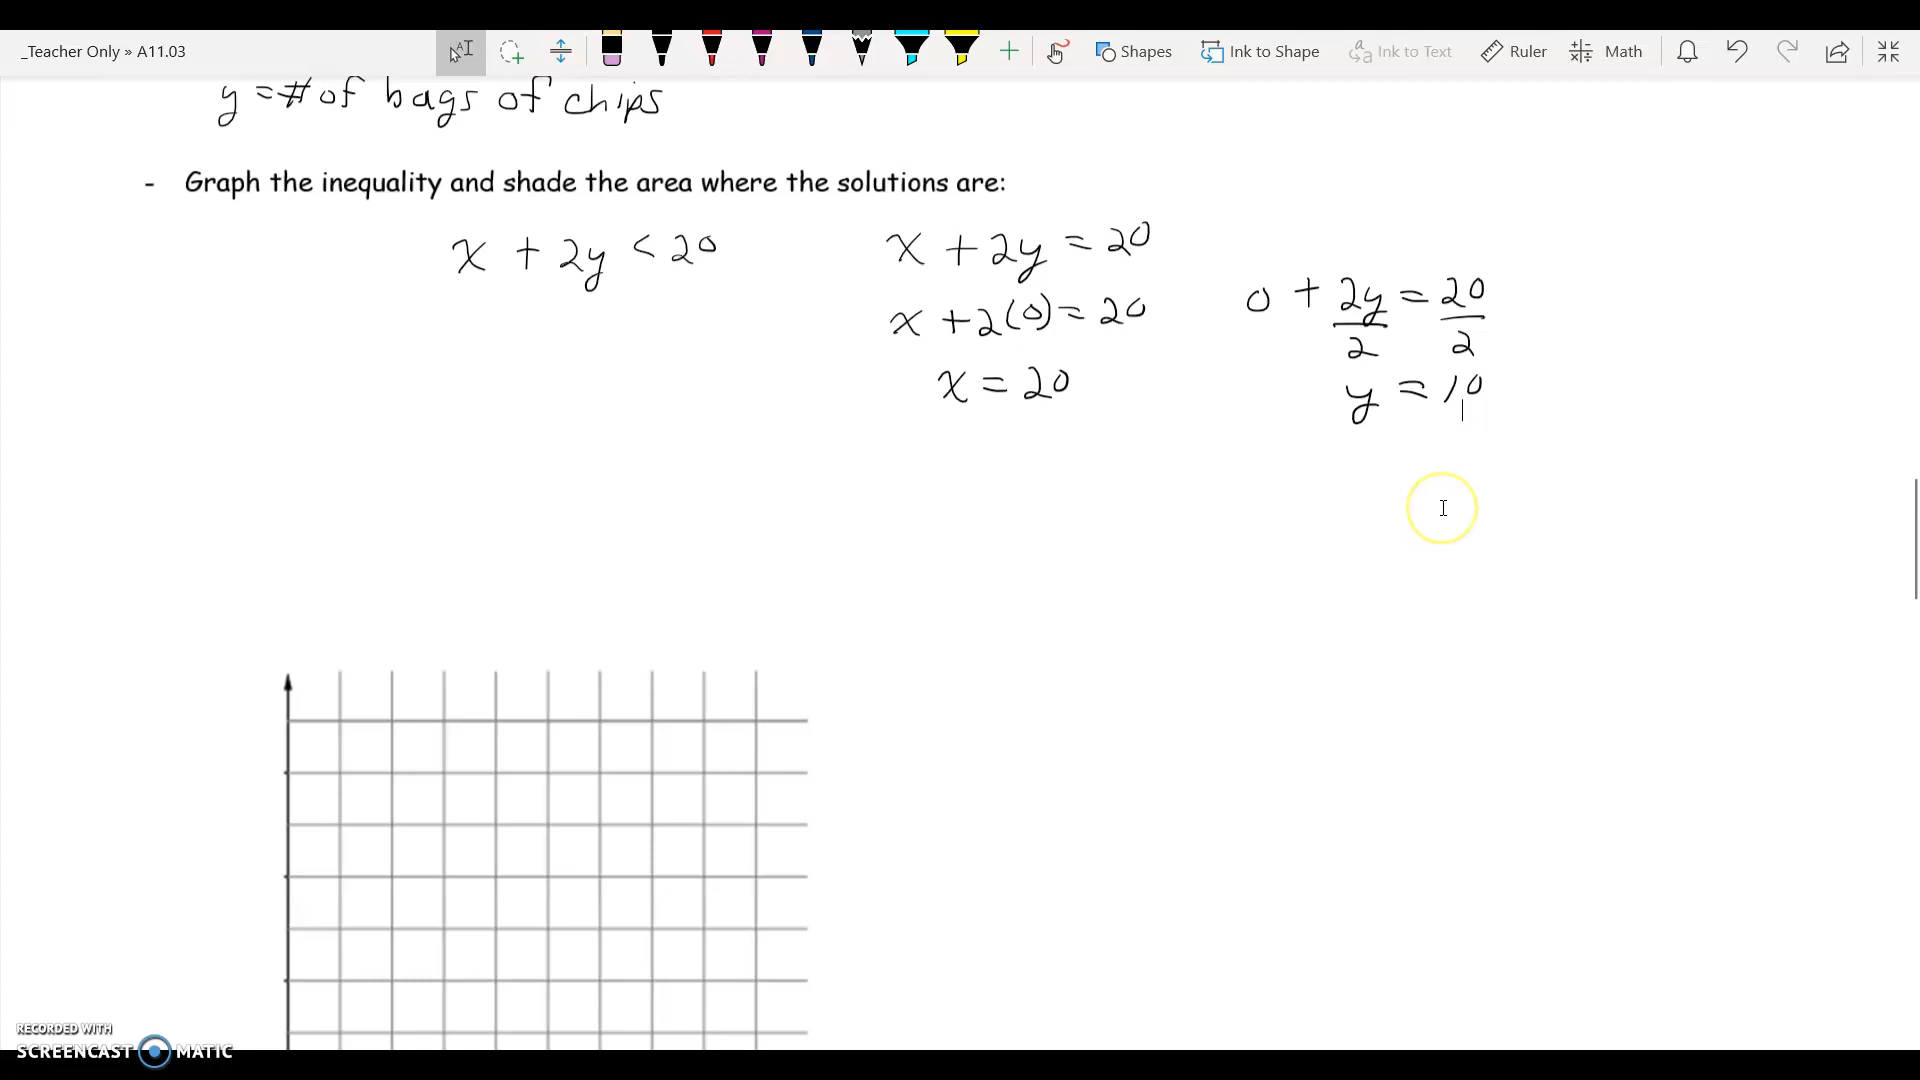 _Teacher Only » A11.03
Shapes
Ink to Shape
Ink to Text
Ruler
Math
y = # of bags of chips
- Graph the inequality and shade the area where the solutions are:
x + 2y < 20
x + 2y = 20
x + 2(0) = 20
x = 20
0 + 2y = 20
2 2
y = 10
RECORDED WITH
SCREENCAST MATIC